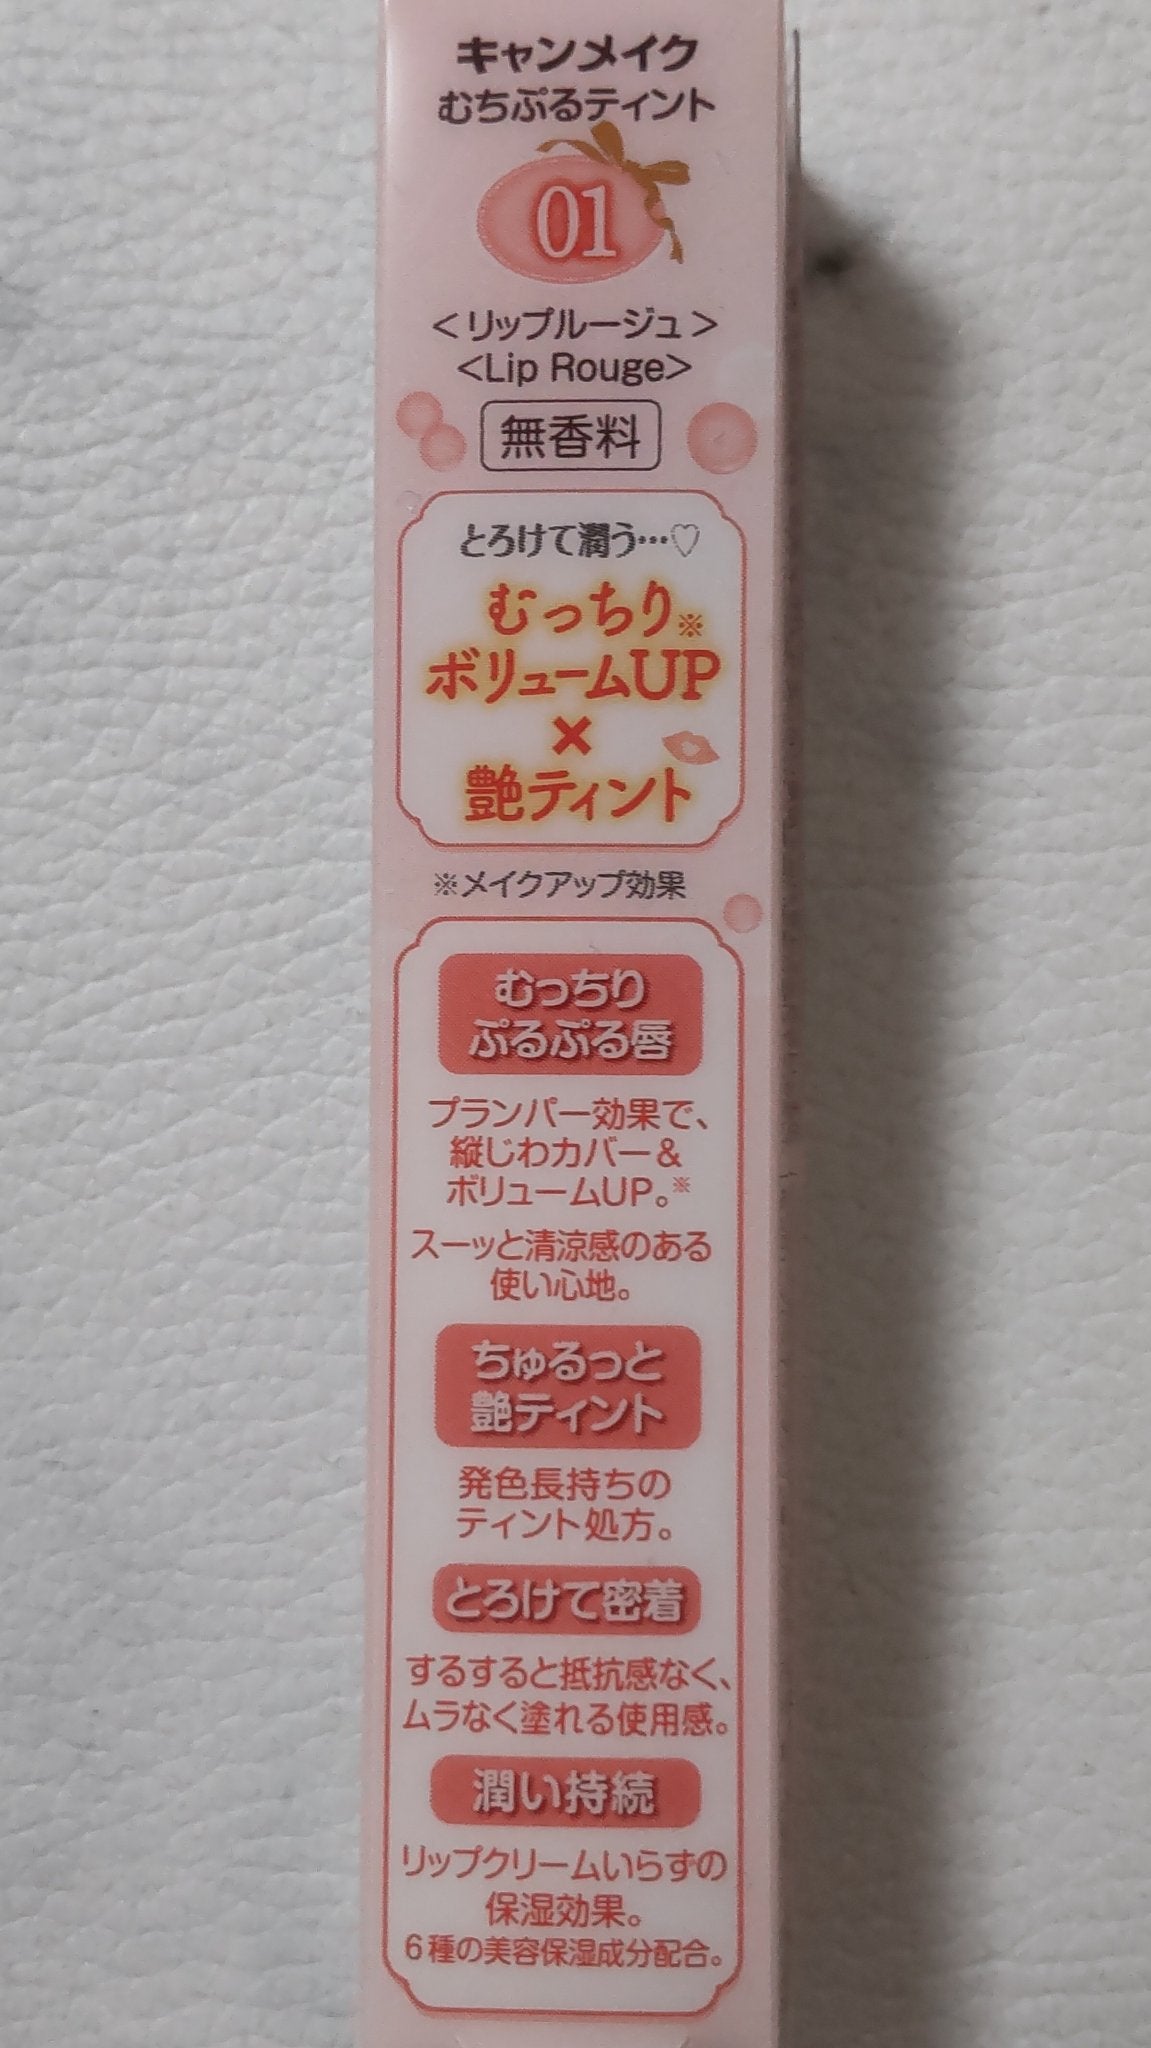 キャンメイク
むちぷるティント
01
＜リップルージュ＞
<Lip Rouge>
無香料
とろけて潤う…♡
むっちり※
ボリュームUP
×
艶ティント
※メイクアップ効果
むっちり
ぷるぷる唇
プランパー効果で、
縦じわカバー＆
ボリュームUP。※
スーッと清涼感のある
使い心地。
ちゅるっと
艶ティント
発色長持ちの
ティント処方。
とろけて密着
するすると抵抗感なく、
ムラなく塗れる使用感。
潤い持続
リップクリームいらずの
保湿効果。
6種の美容保湿成分配合。